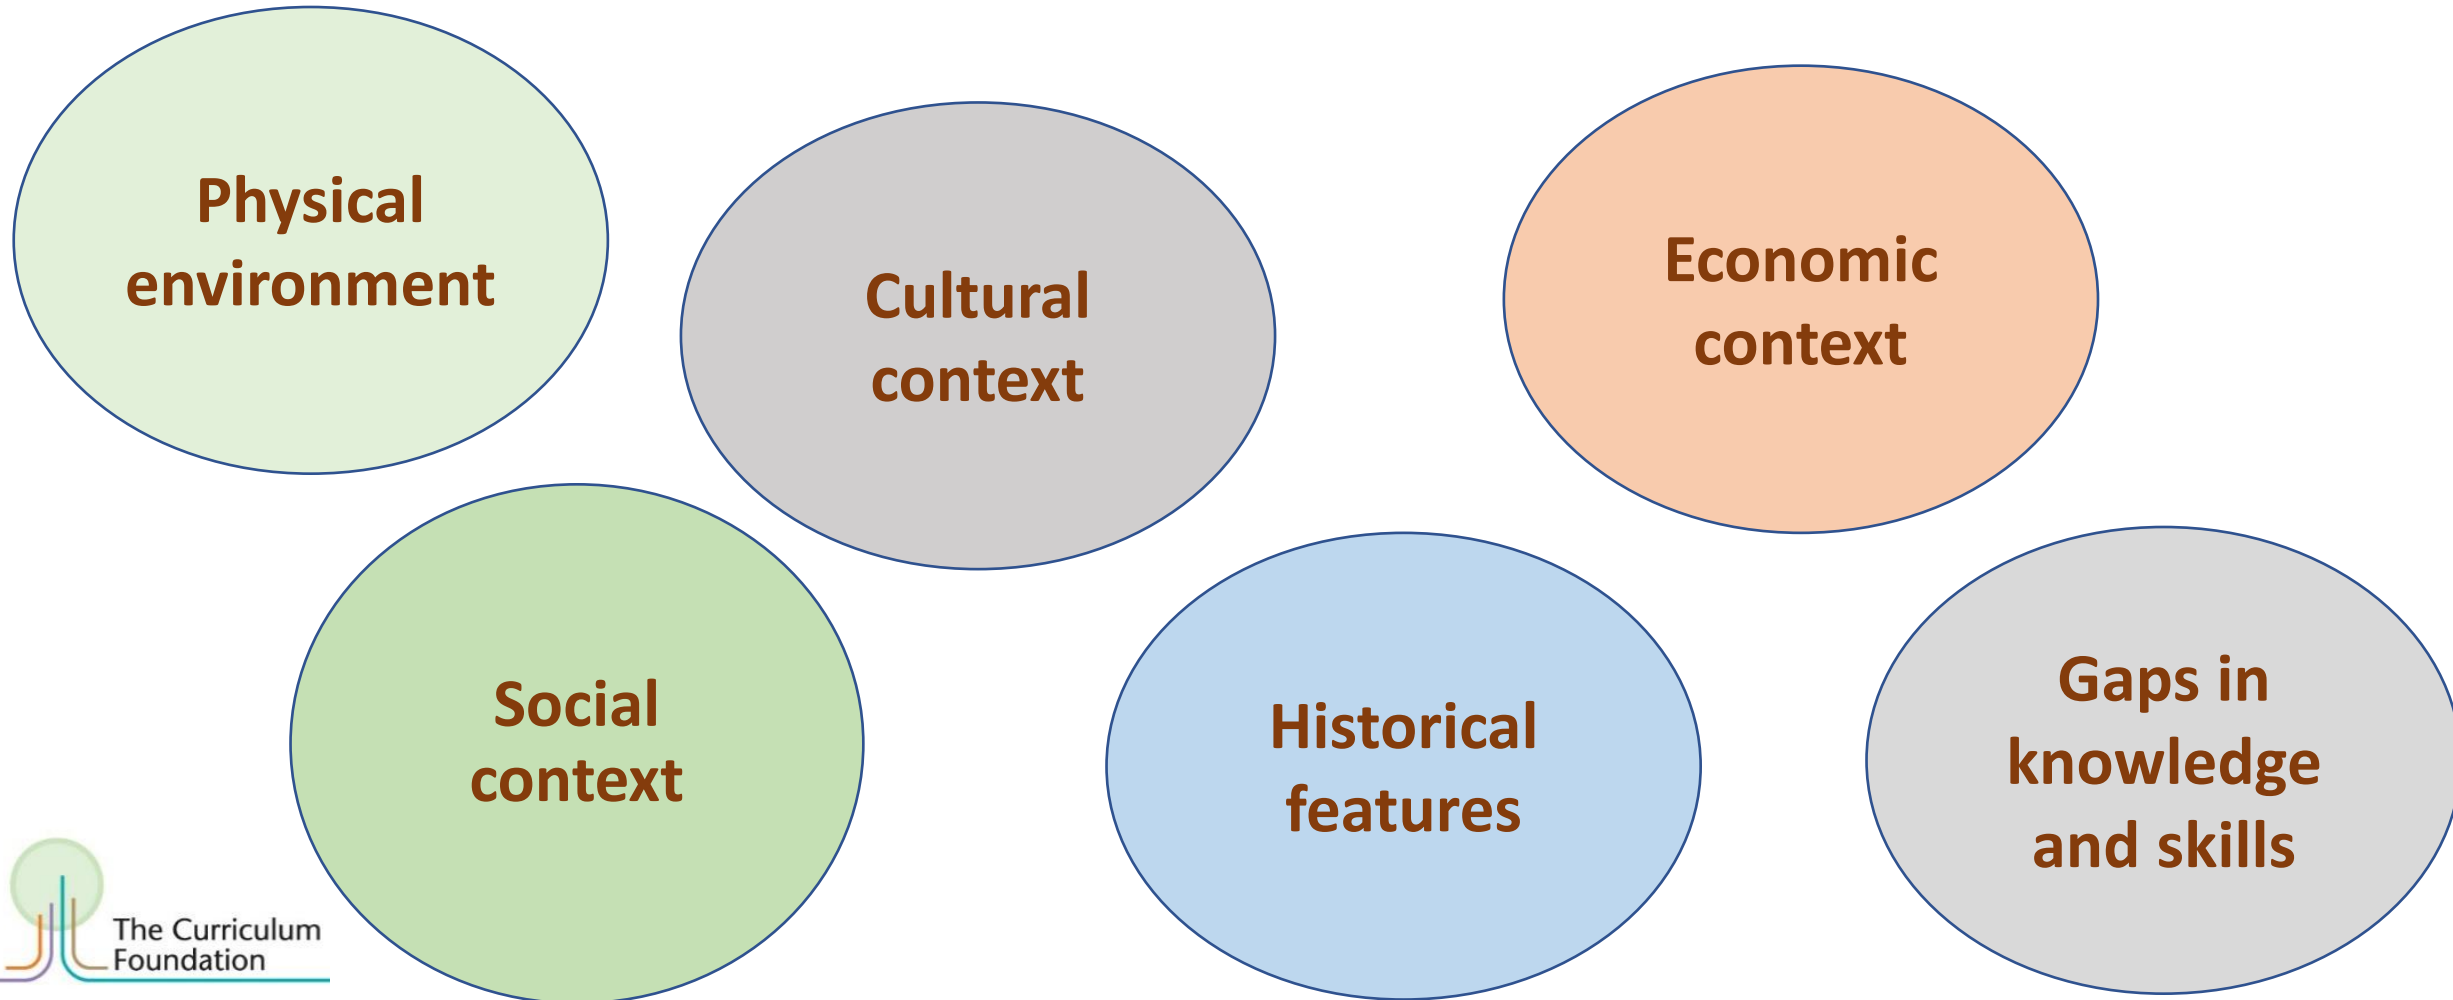 Physical
environment
Cultural
context
Economic
context
Social
context
Historical
features
Gaps in
knowledge
and skills
The Curriculum
Foundation